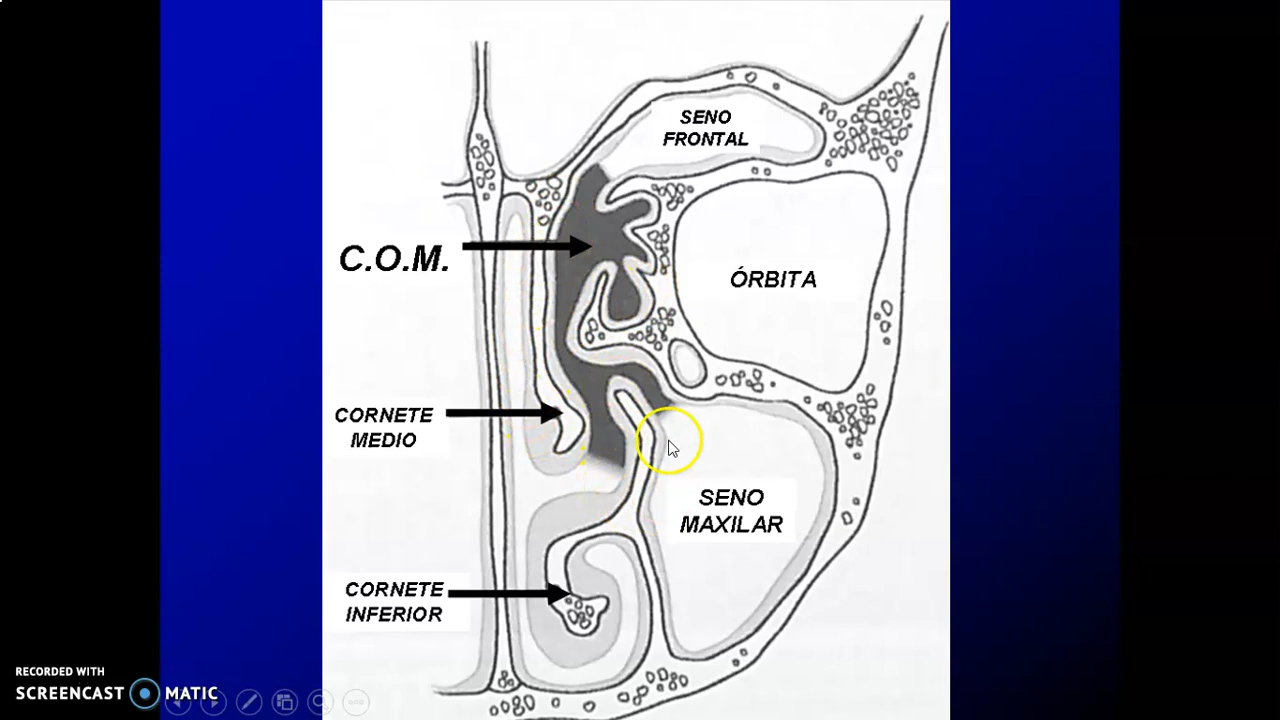 SENO
FRONTAL
C.O.M.
ÓRBITA
CORNETE
MEDIO
SENO
MAXILAR
CORNETE
INFERIOR
RECORDED WITH
SCREENCAST MATIC